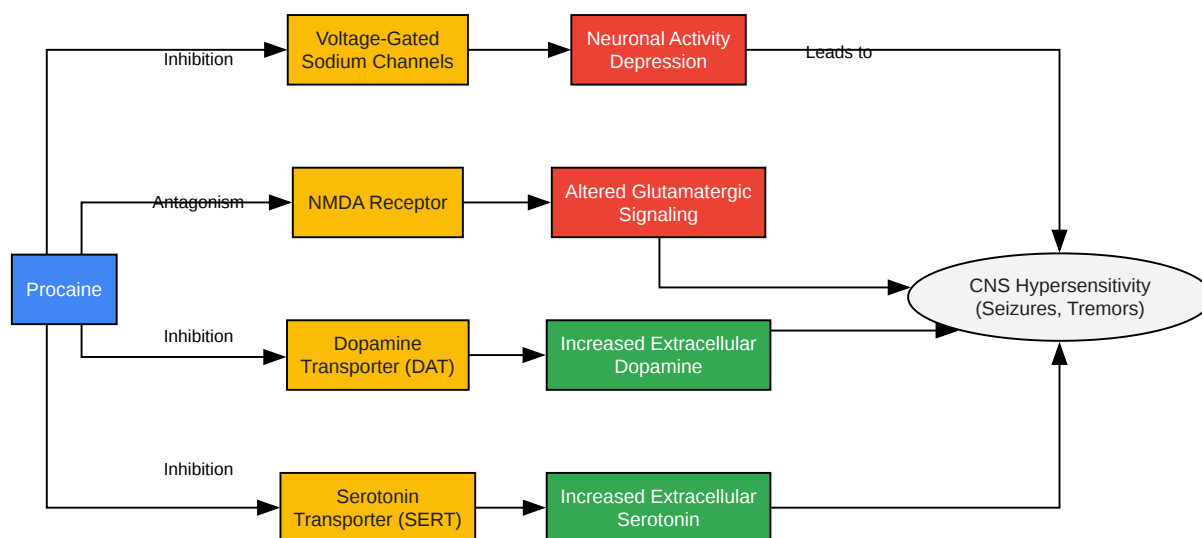 Inhibition
Voltage-Gated
Sodium Channels
Neuronal Activity
Depression
Leads to
Antagonism
NMDA Receptor
Altered Glutamatergic
Signaling
Procaine
CNS Hypersensitivity
(Seizures, Tremors)
Inhibition
Dopamine
Transporter (DAT)
Increased Extracellular
Dopamine
Inhibition
Serotonin
Transporter (SERT)
Increased Extracellular
Serotonin